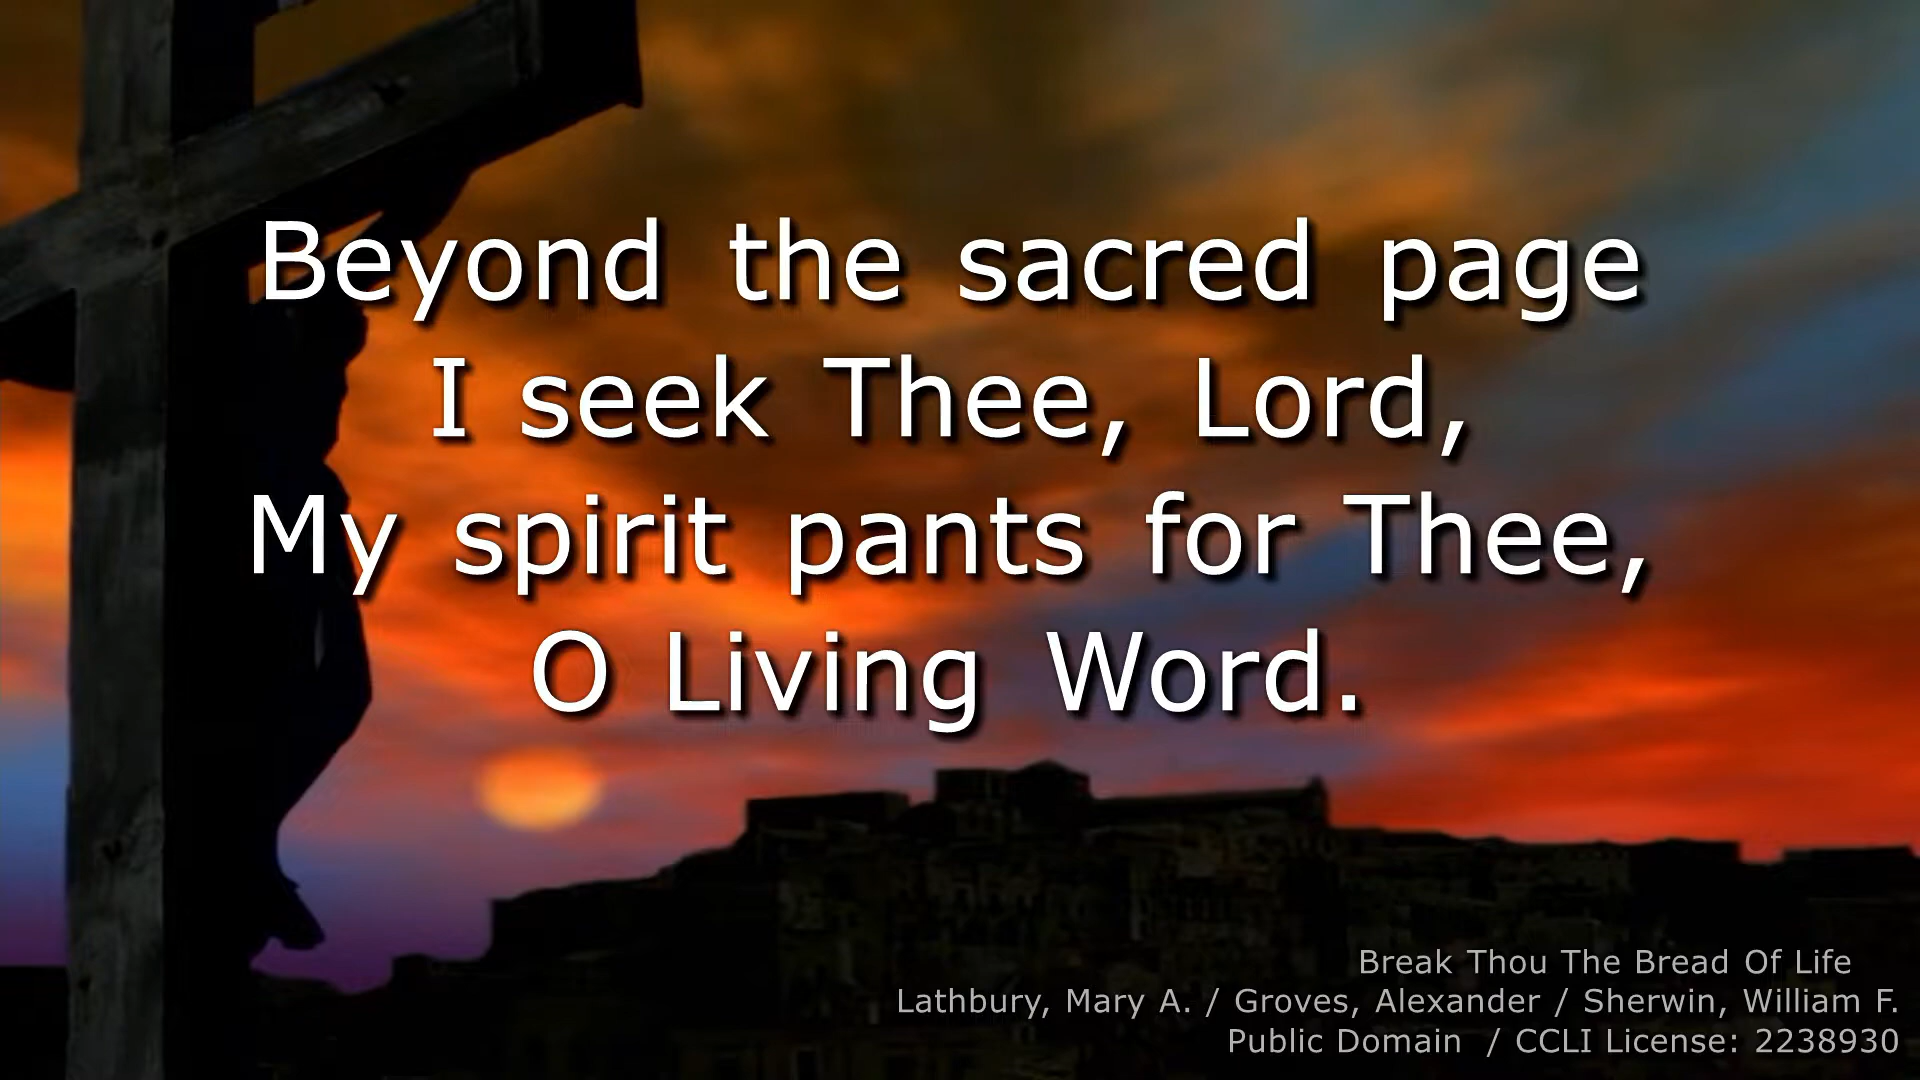 Beyond the sacred page
I seek Thee, Lord,
My spirit pants for Thee,
O Living Word.
Break Thou The Bread Of Life
Lathbury, Mary A. / Groves, Alexander / Sherwin, William F.
Public Domain / CCLI License: 2238930